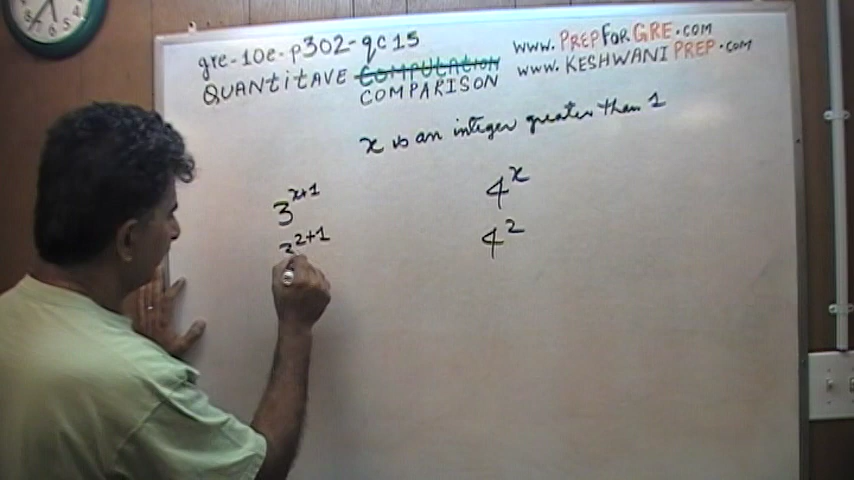 gre-10e-p302-qc15
QUANtitAVE COMPUtAtION
COMPARISON
www.PREPFORGRE.com
www.KESHWANIPREP.com
x is an integer greater than 1
3^{x+1} 4^x
3^{2+1} 4^2